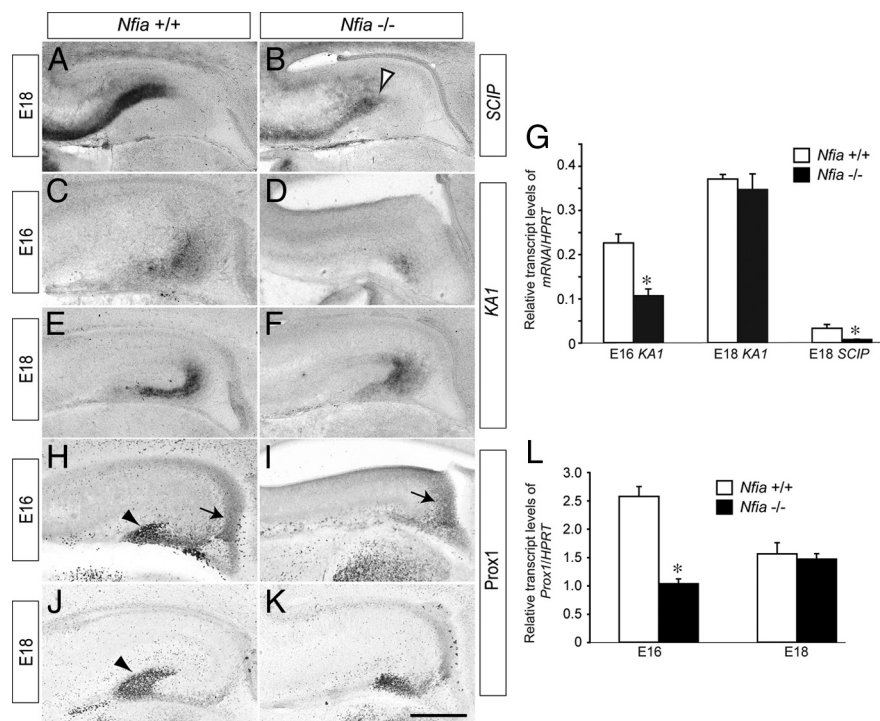 Nfia +/+
Nfia -/-
E18
A
B
SCIP
E16
C
D
KA1
E18
E
F
E16
H
I
Prox1
E18
J
K
G
Nfia +/+
Nfia -/-
Relative transcript levels of
mRNA/HPRT
0.4
0.3
0.2
0.1
0
*
*
E16 KA1
E18 KA1
E18 SCIP
L
Nfia +/+
Nfia -/-
Relative transcript levels of
Prox1/HPRT
3.0
2.5
2.0
1.5
1.0
0.5
0
*
E16
E18